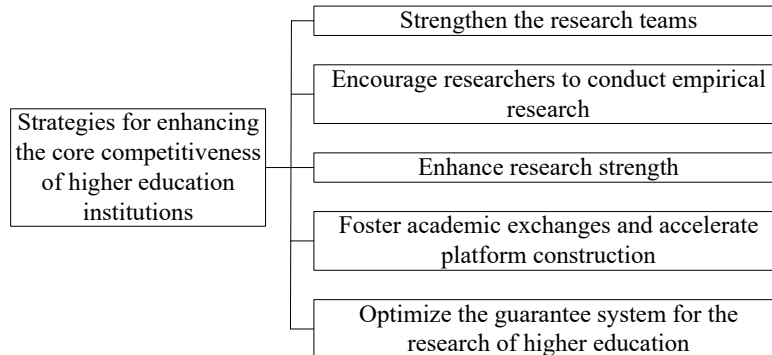 Strengthen the research teams
Encourage researchers to conduct empirical
research
Strategies for enhancing
the core competitiveness
of higher education
institutions
Enhance research strength
Foster academic exchanges and accelerate
platform construction
Optimize the guarantee system for the
research of higher education